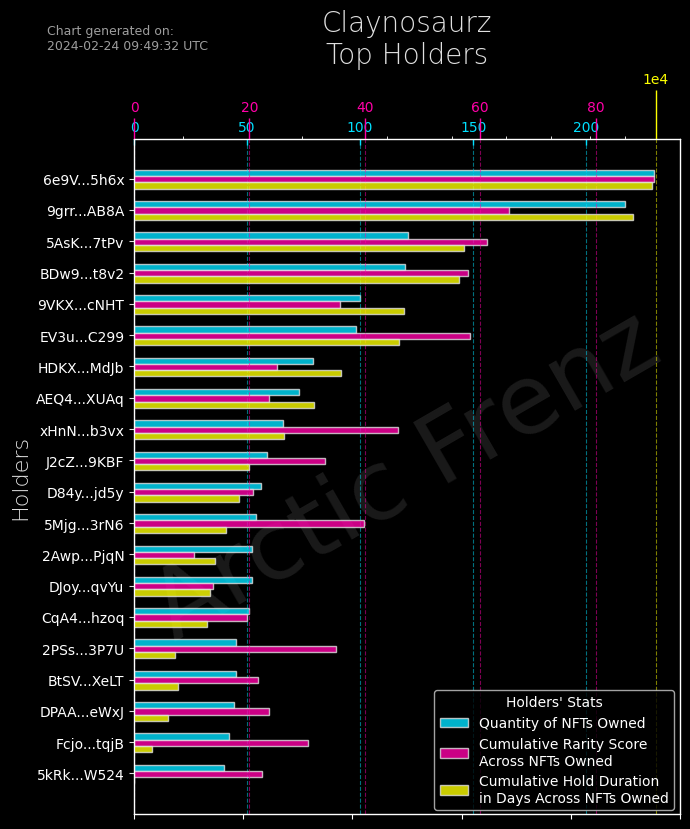 Chart generated on:
2024-02-24 09:49:32 UTC
Claynosaurz
Top Holders
1e4
0 20 40 60 80
0 50 100 150 200
6e9V...5h6x
9grr...AB8A
5AsK...7tPv
BDw9...t8v2
9VKX...cNHT
EV3u...C299
HDKX...MdJb
AEQ4...XUAq
xHnN...b3vx
J2cZ...9KBF
D84y...jd5y
5Mjg...3rN6
2Awp...PjqN
DJoy...qvYu
CqA4...hzoq
2PSs...3P7U
BtSV...XeLT
DPAA...eWxJ
Fcjo...tqjB
5kRk...W524
Holders
Arctic Frenz
Holders' Stats
Quantity of NFTs Owned
Cumulative Rarity Score
Across NFTs Owned
Cumulative Hold Duration
in Days Across NFTs Owned